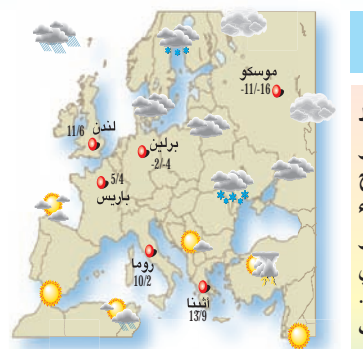 موسكو
-11/-16
لندن
11/6
برلين
-2/-4
5/4
باريس
روما
10/2
أثينا
13/9